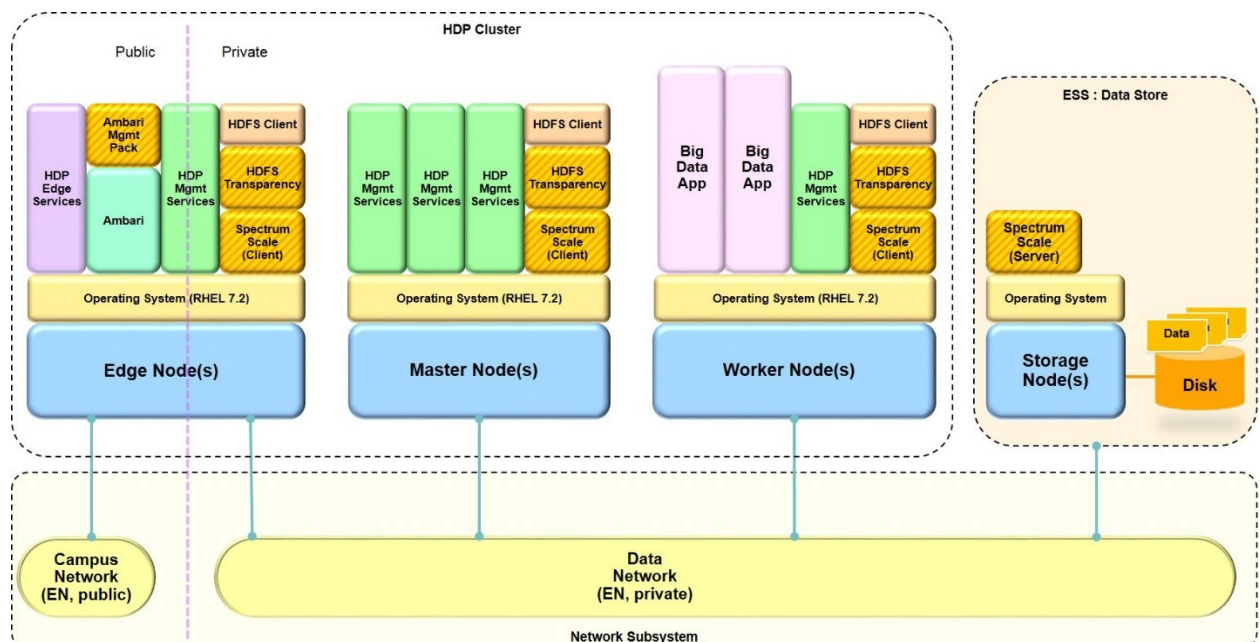 HDP Cluster
Public
Private
ESS : Data Store
HDP
Edge
Services
Ambari
Mgmt
Pack
Ambari
HDP
Mgmt
Services
HDFS Client
HDFS
Transparency
Spectrum
Scale
(Client)
Operating System (RHEL 7.2)
Edge Node(s)
HDP
Mgmt
Services
HDP
Mgmt
Services
HDP
Mgmt
Services
HDFS Client
HDFS
Transparency
Spectrum
Scale
(Client)
Operating System (RHEL 7.2)
Master Node(s)
Big
Data
App
Big
Data
App
HDP
Mgmt
Services
HDFS Client
HDFS
Transparency
Spectrum
Scale
(Client)
Operating System (RHEL 7.2)
Worker Node(s)
Spectrum
Scale
(Server)
Operating System
Storage
Node(s)
Data
Disk
Campus
Network
(EN, public)
Data
Network
(EN, private)
Network Subsystem